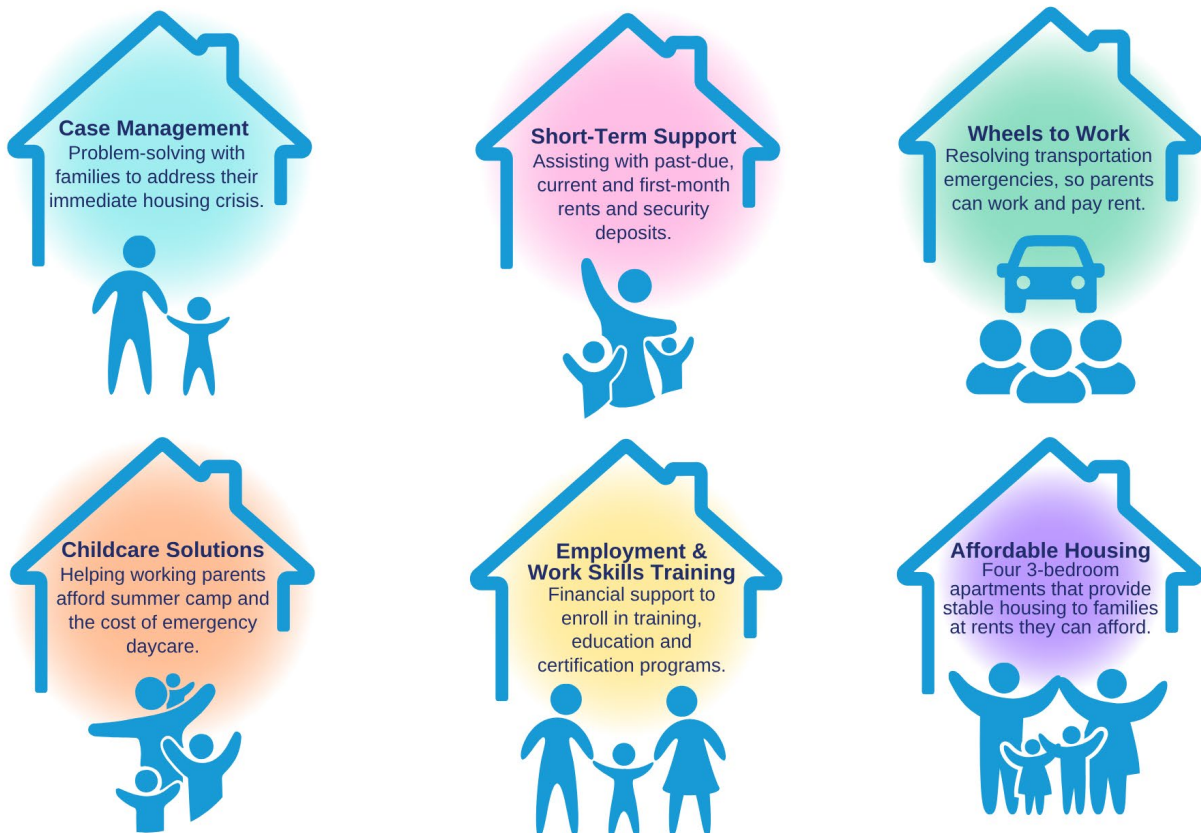 Case Management
Problem-solving with
families to address their
immediate housing crisis.
Short-Term Support
Assisting with past-due,
current and first-month
rents and security
deposits.
Wheels to Work
Resolving transportation
emergencies, so parents
can work and pay rent.
Childcare Solutions
Helping working parents
afford summer camp and
the cost of emergency
daycare.
Employment &
Work Skills Training
Financial support to
enroll in training,
education and
certification programs.
Affordable Housing
Four 3-bedroom
apartments that provide
stable housing to families
at rents they can afford.